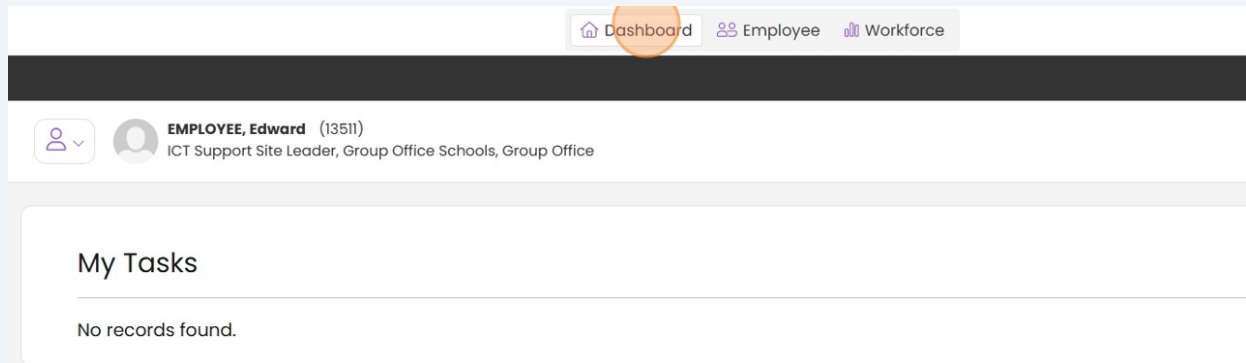 Dashboard Employee Workforce
EMPLOYEE, Edward (13511)
ICT Support Site Leader, Group Office Schools, Group Office
My Tasks
No records found.